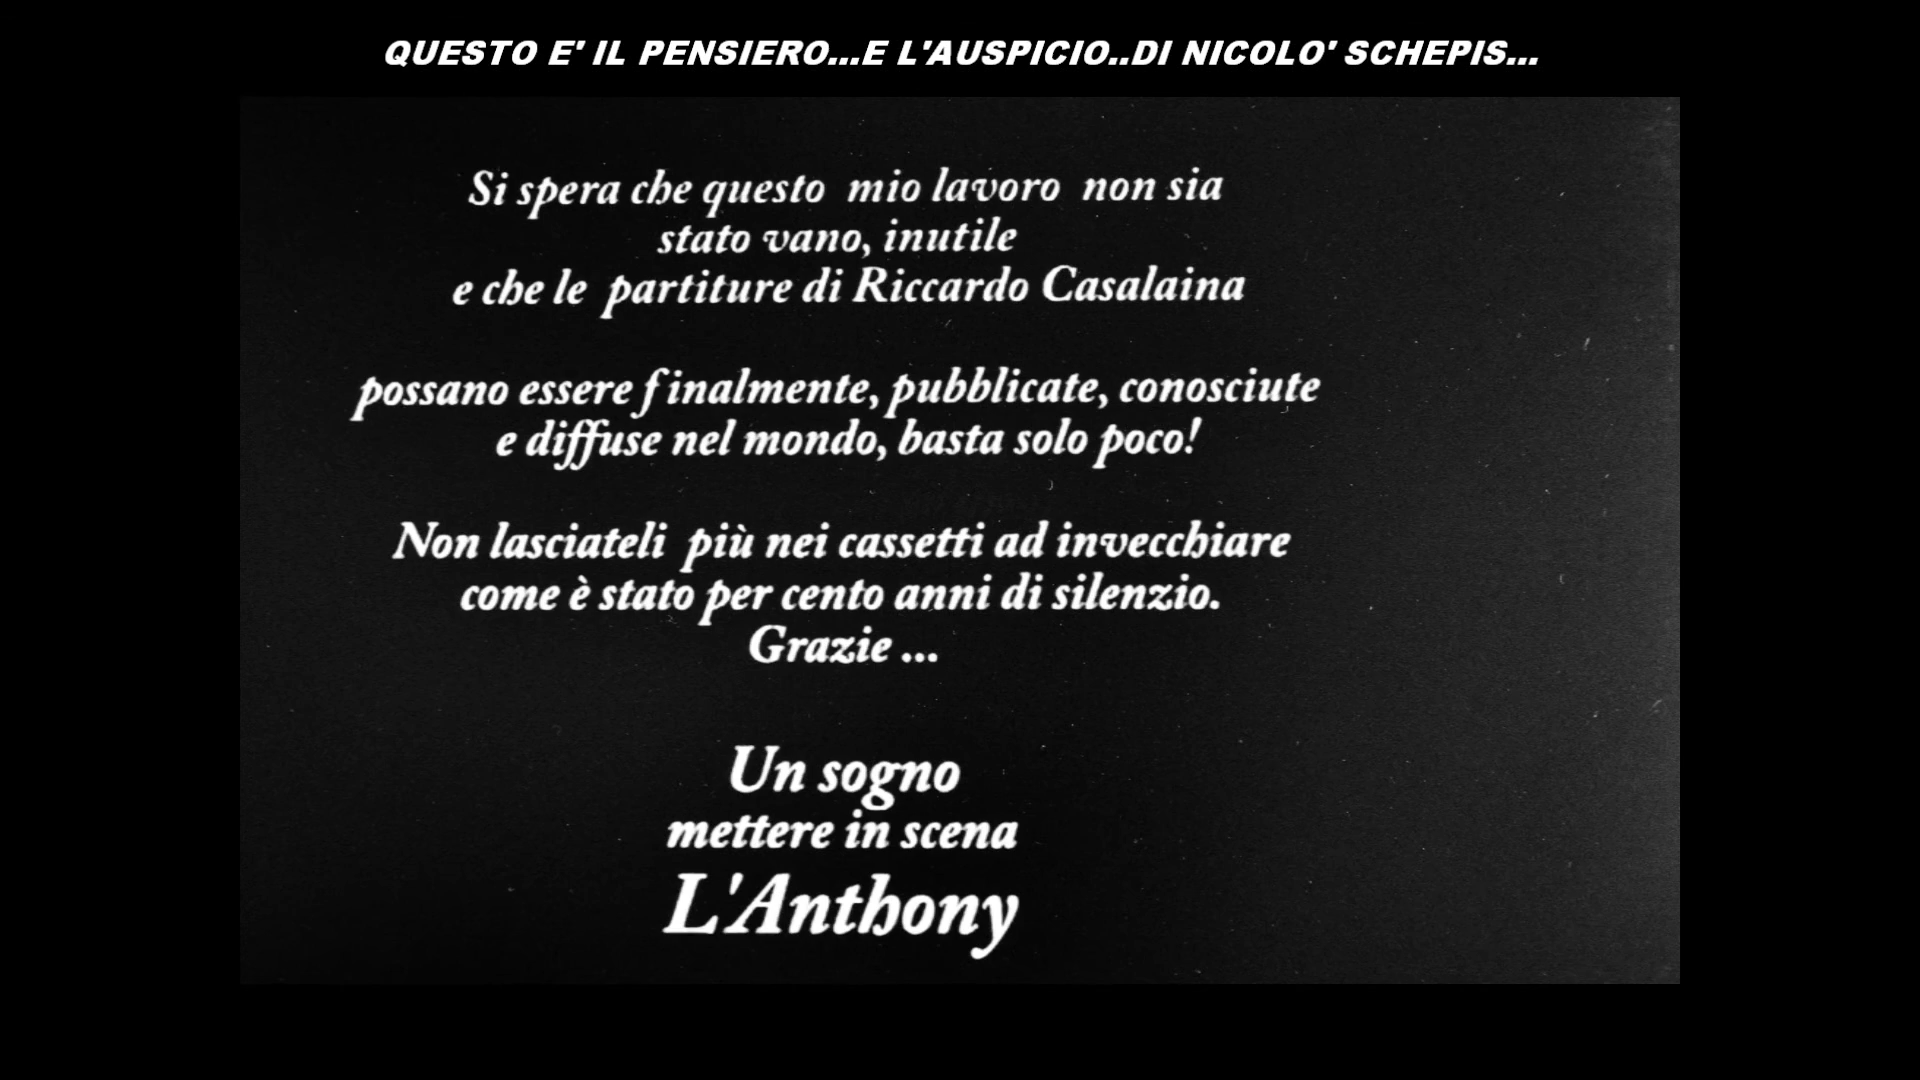 QUESTO E' IL PENSIERO...E L'AUSPICIO..DI NICOLO' SCHEPIS...
Si spera che questo mio lavoro non sia
stato vano, inutile
e che le partiture di Riccardo Casalaina
possano essere finalmente, pubblicate, conosciute
e diffuse nel mondo, basta solo poco!
Non lasciateli più nei cassetti ad invecchiare
come è stato per cento anni di silenzio.
Grazie ...
Un sogno
mettere in scena
L'Anthony